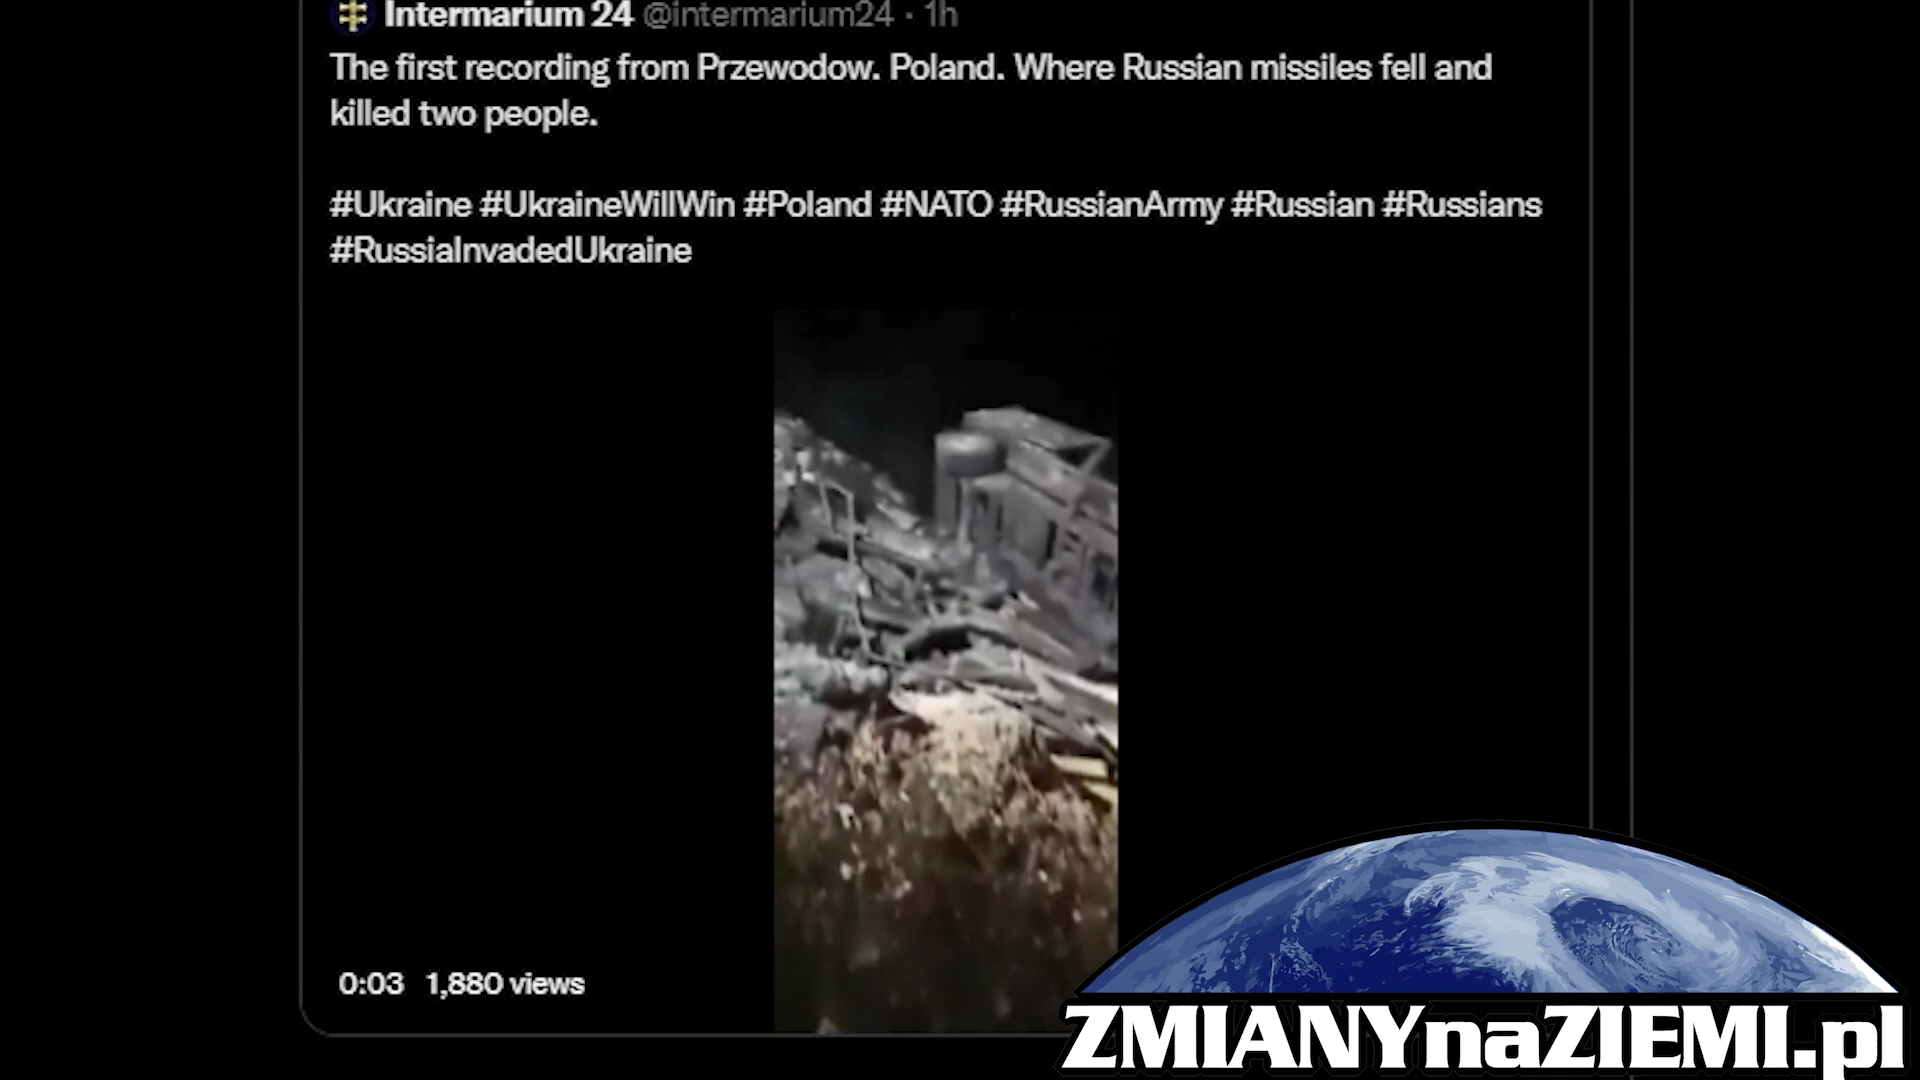 Intermarium 24 @intermarium24 · 1h
The first recording from Przewodow. Poland. Where Russian missiles fell and
killed two people.
#Ukraine #UkraineWillWin #Poland #NATO #RussianArmy #Russian #Russians
#RussiaInvadedUkraine
0:03 1,880 views
ZMIANYnaZIEMI.pl